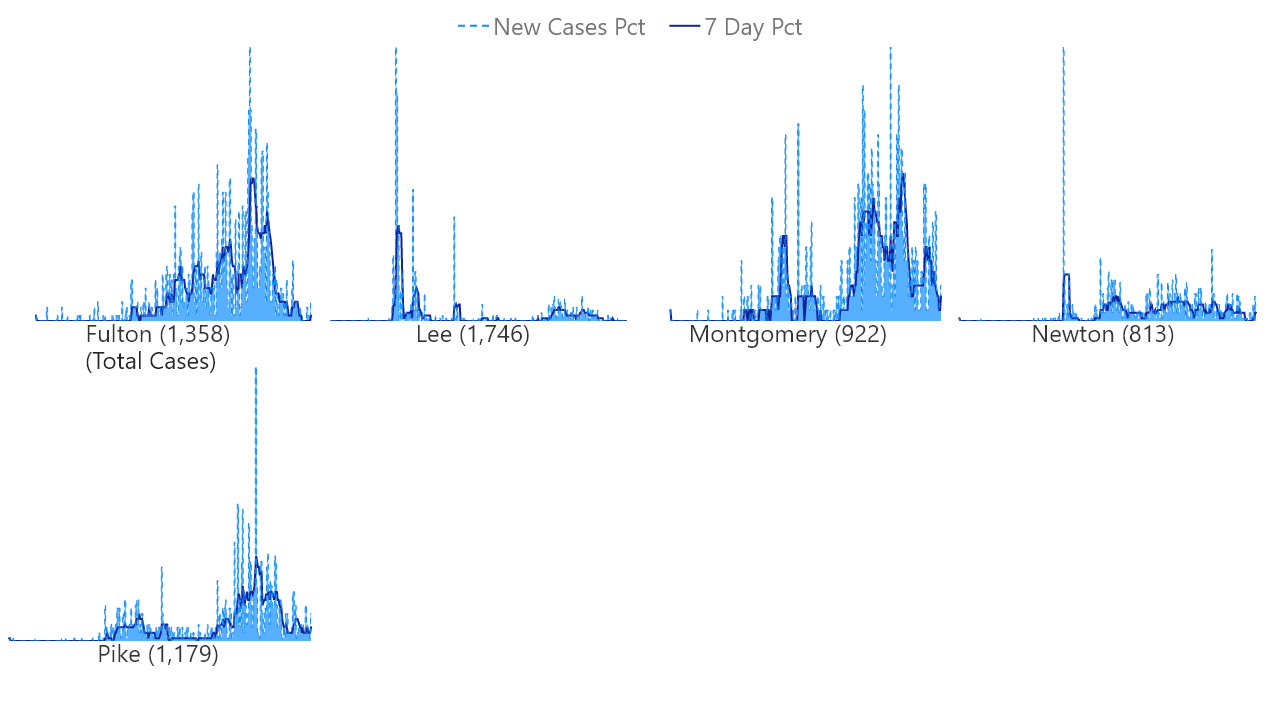 New Cases Pct 7 Day Pct
Fulton (1,358)
(Total Cases)
Lee (1,746)
Montgomery (922)
Newton (813)
Pike (1,179)